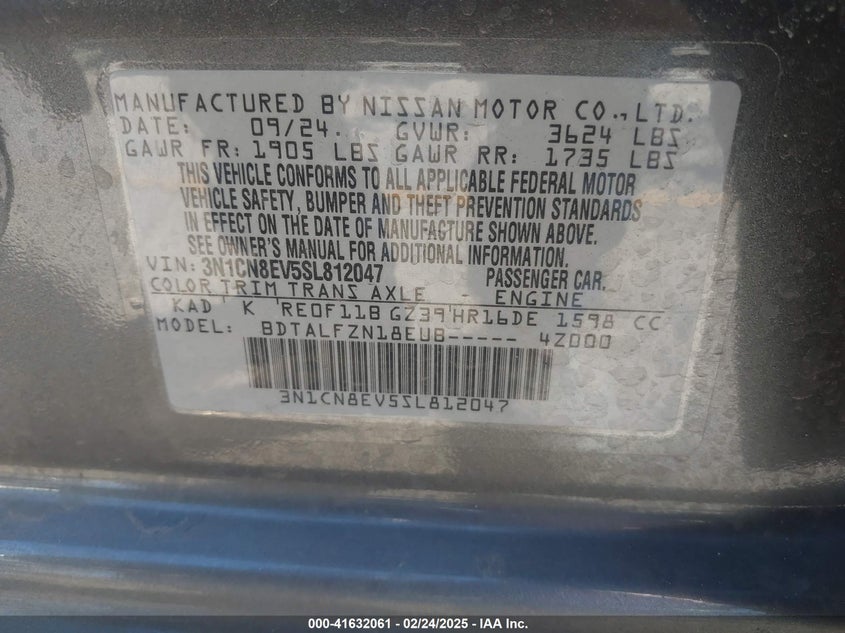 MANUFACTURED BY NISSAN MOTOR CO.,LTD.
DATE: 09/24 GVWR: 3624 LBS
GAWR FR: 1905 LBS GAWR RR: 1735 LBS
THIS VEHICLE CONFORMS TO ALL APPLICABLE FEDERAL MOTOR
VEHICLE SAFETY, BUMPER AND THEFT PREVENTION STANDARDS
IN EFFECT ON THE DATE OF MANUFACTURE SHOWN ABOVE.
SEE OWNER'S MANUAL FOR ADDITIONAL INFORMATION.
VIN: 3N1CN8EV5SL812047 PASSENGER CAR.
COLOR TRIM TRANS AXLE - ENGINE
KAD K RE0F11B GZ39 HR16DE 1598 CC
MODEL: BDTALFZN18EUB----- 4Z000
3N1CN8EV5SL812047
000-41632061 - 02/24/2025 - IAA Inc.